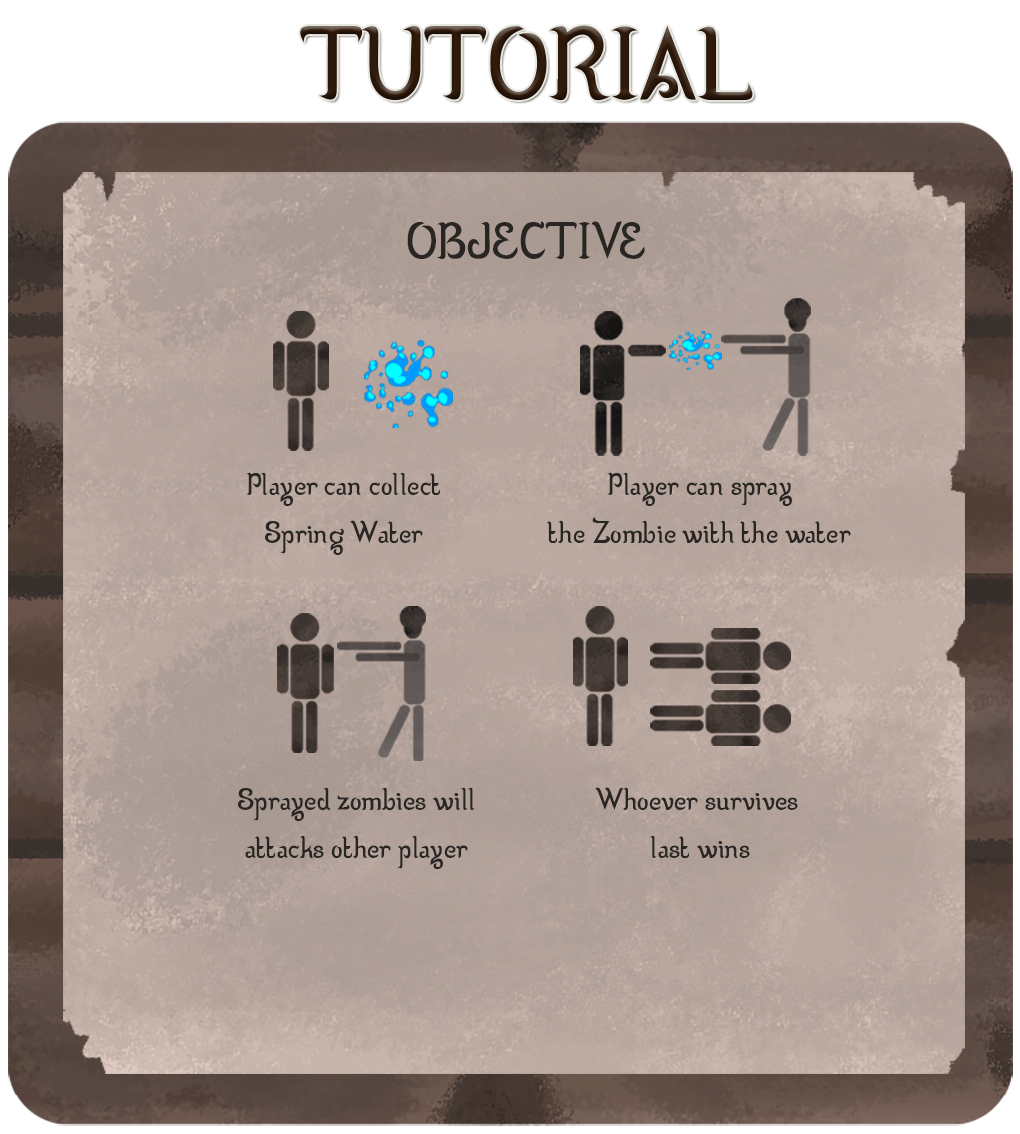 TUTORIAL
OBJECTIVE
Player can collect
Spring Water
Player can spray
the Zombie with the water
Sprayed zombies will
attacks other player
Whoever survives
last wins